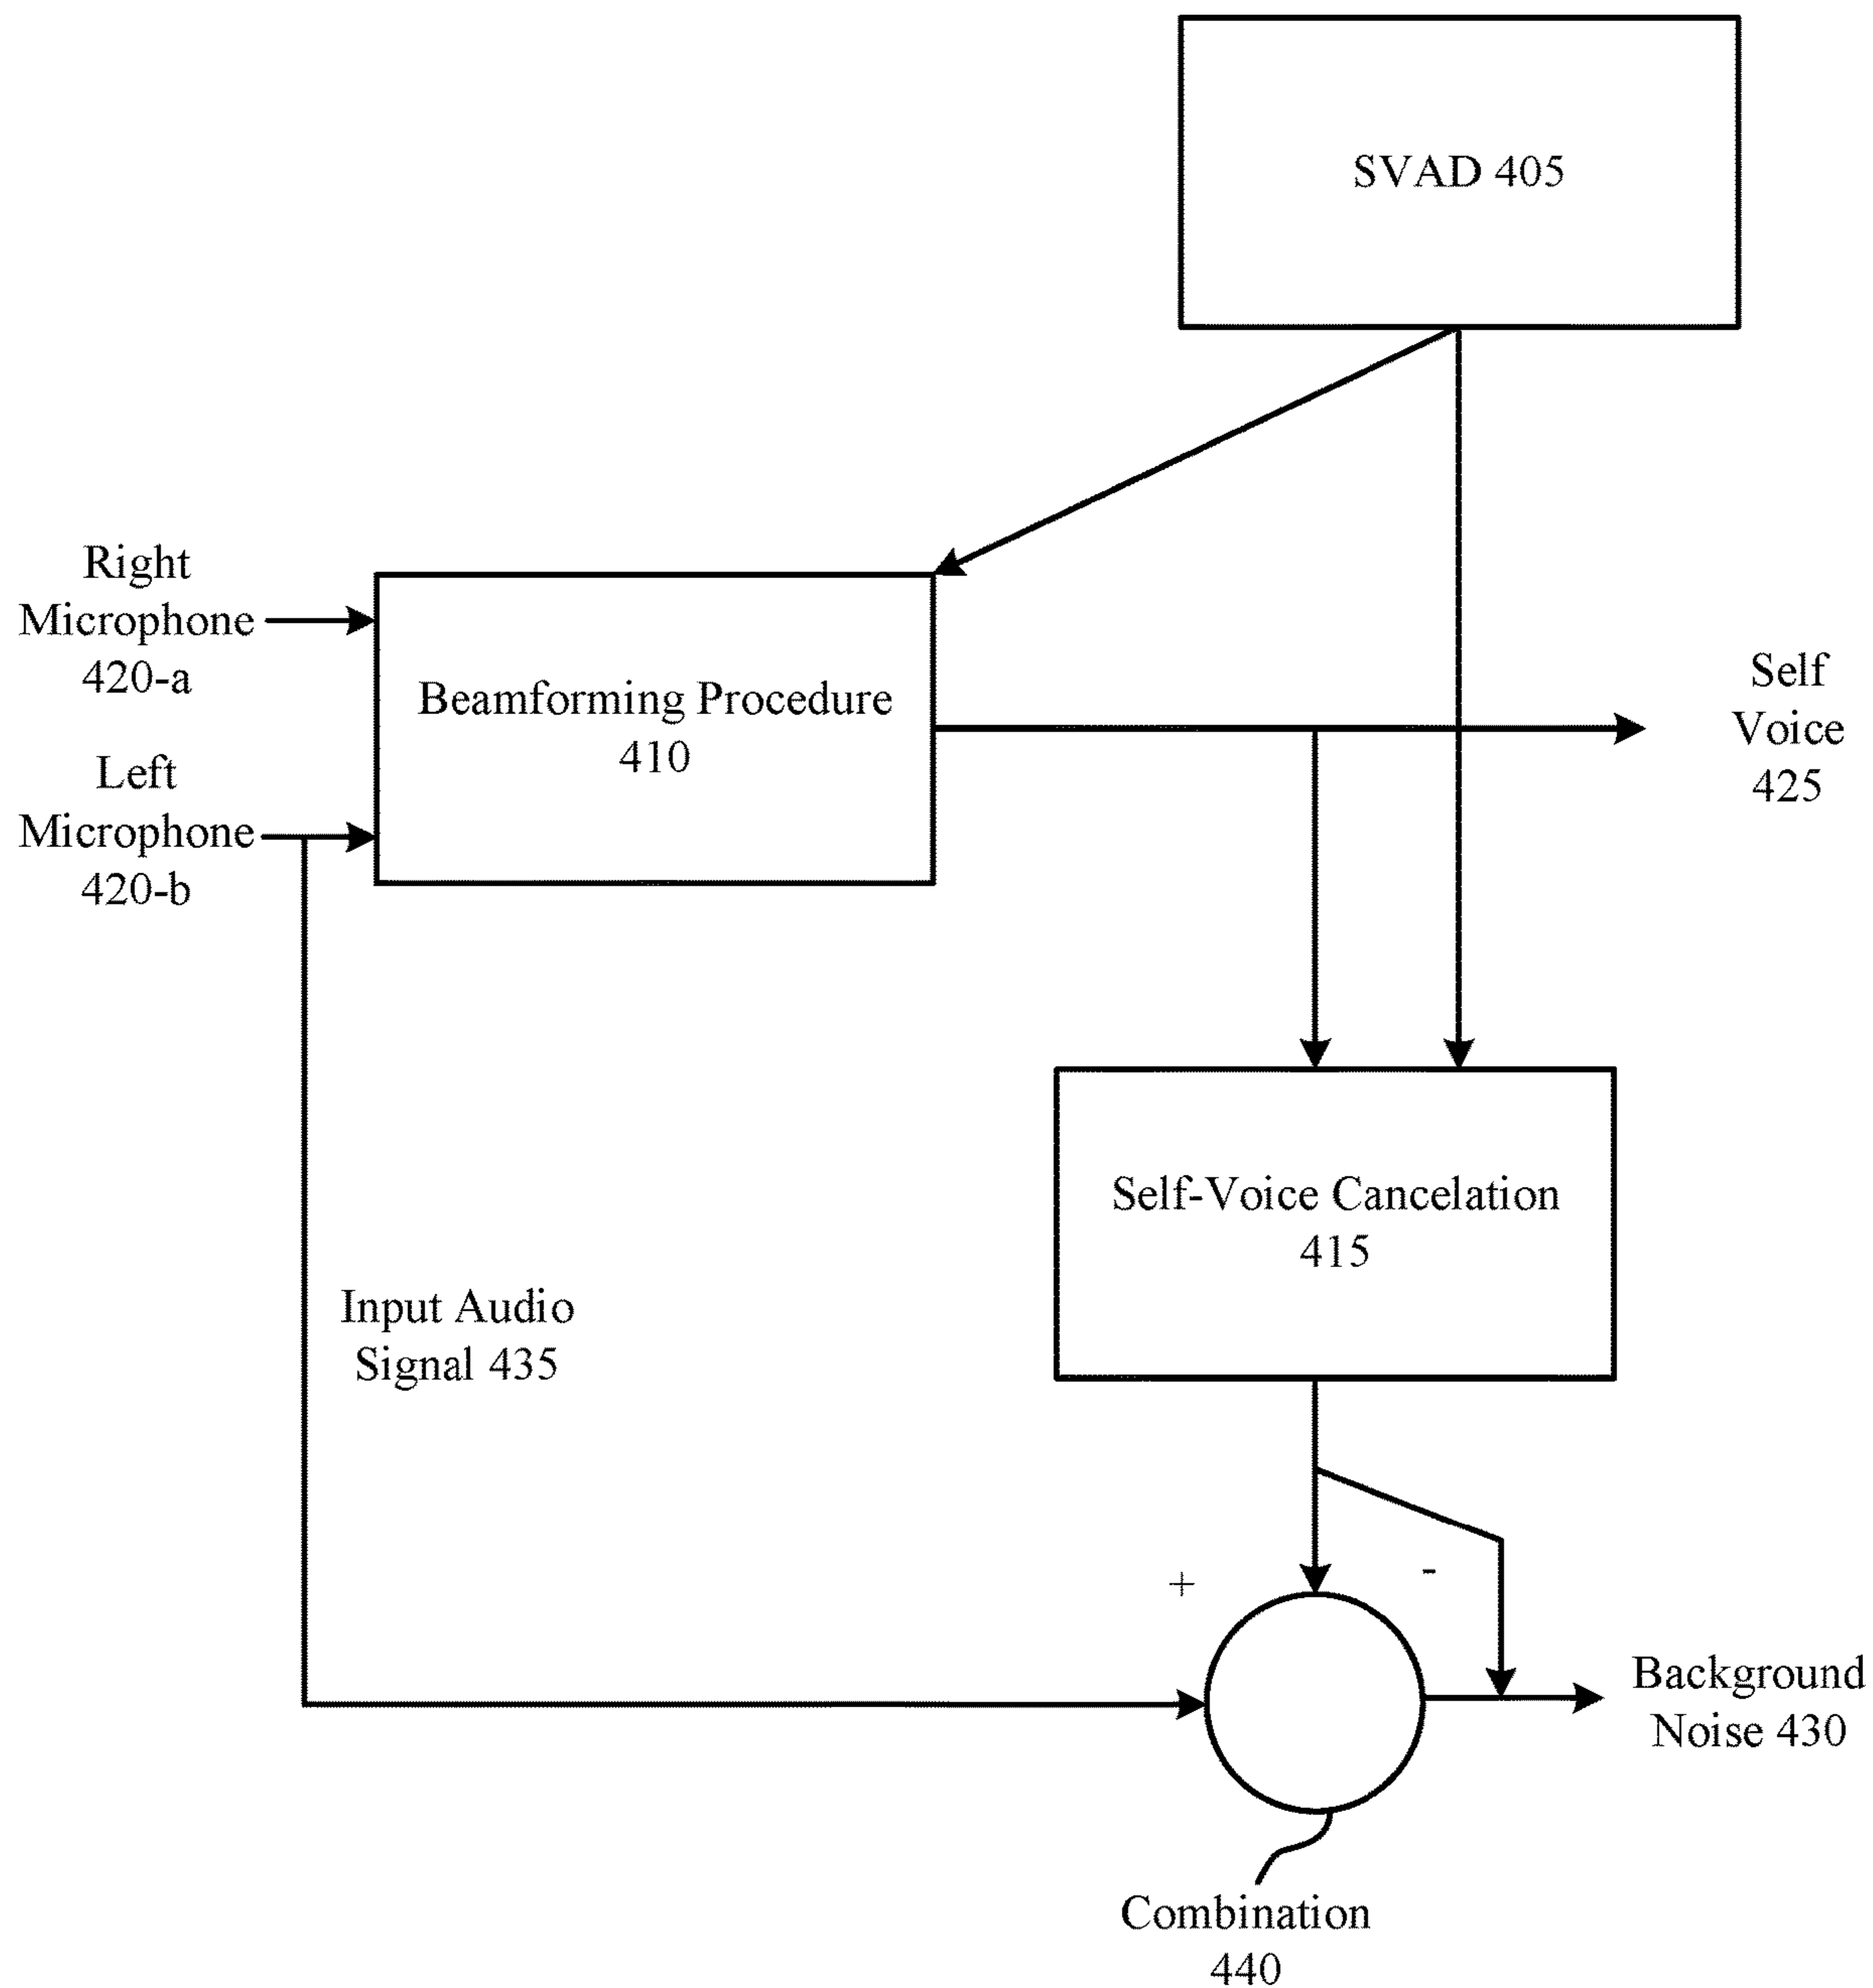 SVAD 405
Right
Microphone
420-a
Beamforming Procedure
410
Left
Microphone
420-b
Self
Voice
425
Self-Voice Cancelation
415
Input Audio
Signal 435
+
-
Background
Noise 430
Combination
440